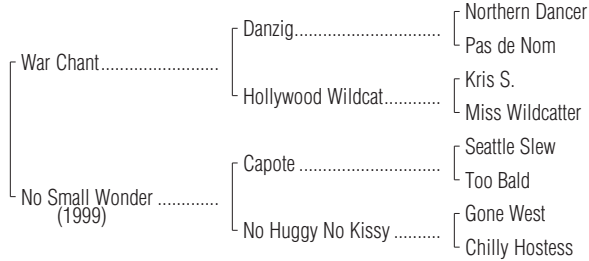 Northern Dancer
Danzig.................................
Pas de Nom
War Chant...........................
Kris S.
Hollywood Wildcat............
Miss Wildcatter
Seattle Slew
Capote ................................
Too Bald
No Small Wonder ..............
(1999)
Gone West
No Huggy No Kissy ..........
Chilly Hostess